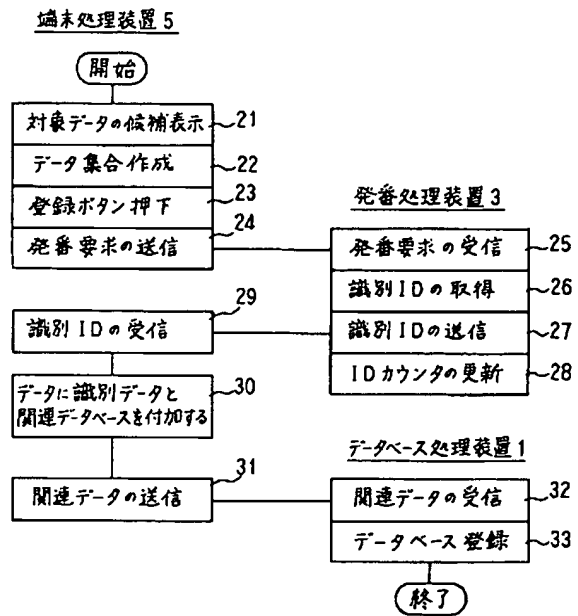 端末処理装置5
開始
対象データの候補表示
21
データ集合作成
22
登録ボタン押下
23
発番要求の送信
24
発番処理装置3
発番要求の受信
25
識別IDの取得
26
識別IDの送信
27
IDカウンタの更新
28
識別IDの受信
29
データに識別データと
関連データベースを付加する
30
関連データの送信
31
データベース処理装置1
関連データの受信
32
データベース登録
33
終了